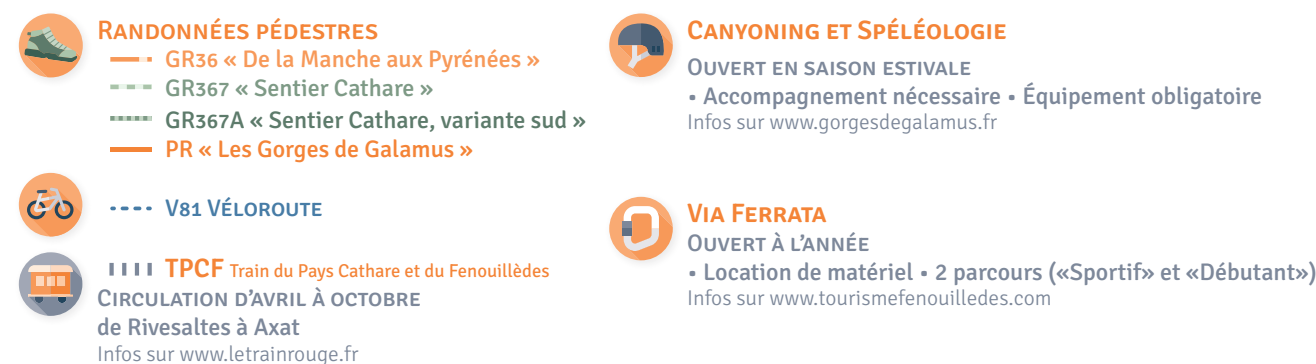 Randonnées pédestres
GR36 « De la Manche aux Pyrénées »
GR367 « Sentier Cathare »
GR367A « Sentier Cathare, variante sud »
PR « Les Gorges de Galamus »
V81 Véloroute
TPCF Train du Pays Cathare et du Fenouillèdes
Circulation d'avril à octobre
de Rivesaltes à Axat
Infos sur www.letrainrouge.fr
Canyoning et Spéléologie
Ouvert en saison estivale
• Accompagnement nécessaire • Équipement obligatoire
Infos sur www.gorgesdegalamus.fr
Via Ferrata
Ouvert à l'année
• Location de matériel • 2 parcours («Sportif» et «Débutant»)
Infos sur www.tourismefenouilledes.com